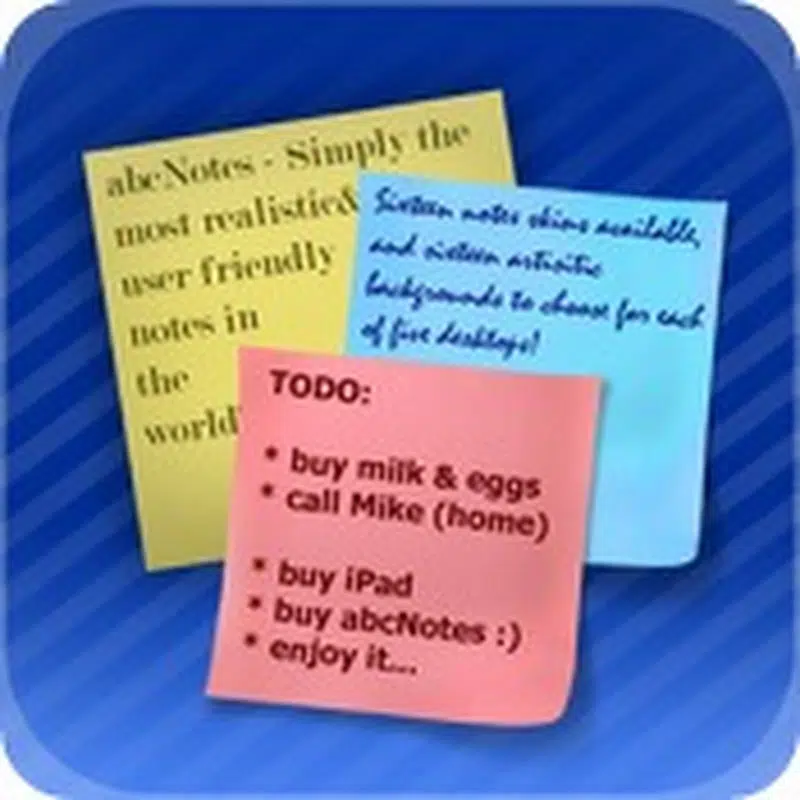 abcNotes - Simply the
most realistic&
user friendly
notes in
the
world
Sixteen notes skins available,
and sixteen artisitic
backgrounds to choose for each
of five desktops!
TODO:
* buy milk & eggs
* call Mike (home)
* buy iPad
* buy abcNotes :)
* enjoy it...